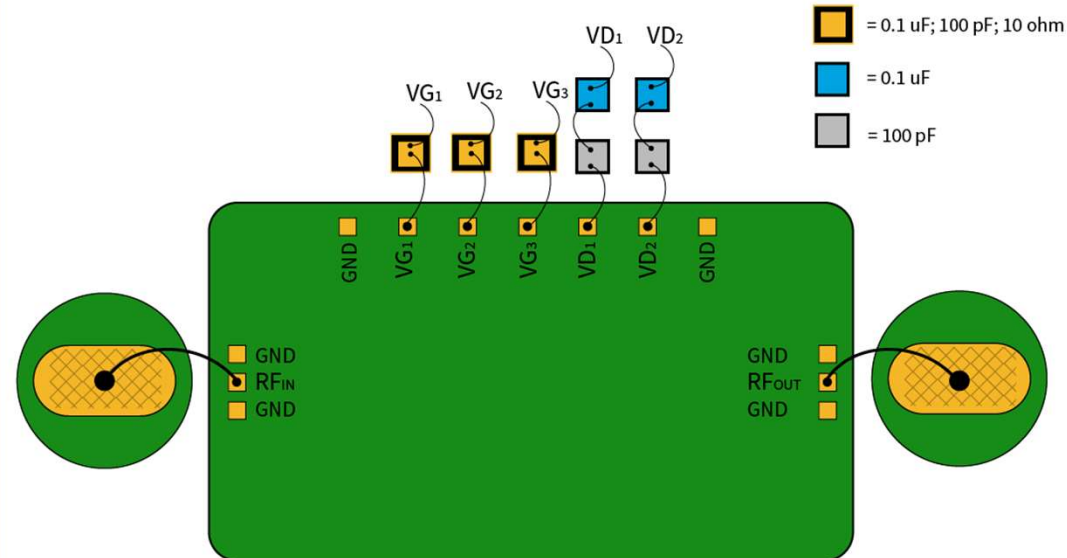 = 0.1 uF; 100 pF; 10 ohm
= 0.1 uF
= 100 pF
VD1 VD2
VG1 VG2 VG3
GND VG1 VG2 VG3 VD1 VD2 GND
GND GND
RFIN RFOUT
GND GND